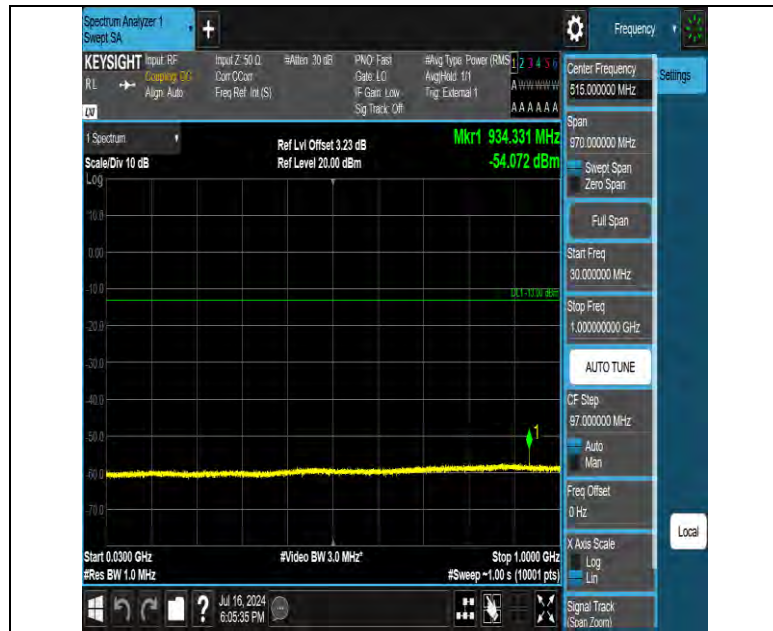 Spectrum Analyzer 1
Swept SA
+
Frequency
KEYSIGHT
RL
LXI
Input: RF
Coupling: DC
Align: Auto
Input Z: 50 Ω
Corr CCorr
Freq Ref: Int (S)
#Atten: 30 dB
PNO: Fast
Gate: LO
IF Gain: Low
Sig Track: Off
#Avg Type: Power (RMS
Avg|Hold: 1/1
Trig: External 1
1 2 3 4 5 6
A W W W W W
A A A A A A
Center Frequency
515.000000 MHz
Settings
1 Spectrum
Scale/Div 10 dB
Log
Ref Lvl Offset 3.23 dB
Ref Level 20.00 dBm
Mkr1 934.331 MHz
-54.072 dBm
Span
970.000000 MHz
Swept Span
Zero Span
Full Span
Start Freq
30.000000 MHz
Stop Freq
1.000000000 GHz
AUTO TUNE
CF Step
97.000000 MHz
Auto
Man
Freq Offset
0 Hz
X Axis Scale
Log
Lin
Signal Track
(Span Zoom)
Local
10.0
0.00
-10.0
DL1 -13.00 dBm
-20.0
-30.0
-40.0
-50.0
1
-60.0
-70.0
Start 0.0300 GHz
#Res BW 1.0 MHz
#Video BW 3.0 MHz*
Stop 1.0000 GHz
#Sweep ~1.00 s (10001 pts)
?
Jul 16, 2024
6:05:35 PM